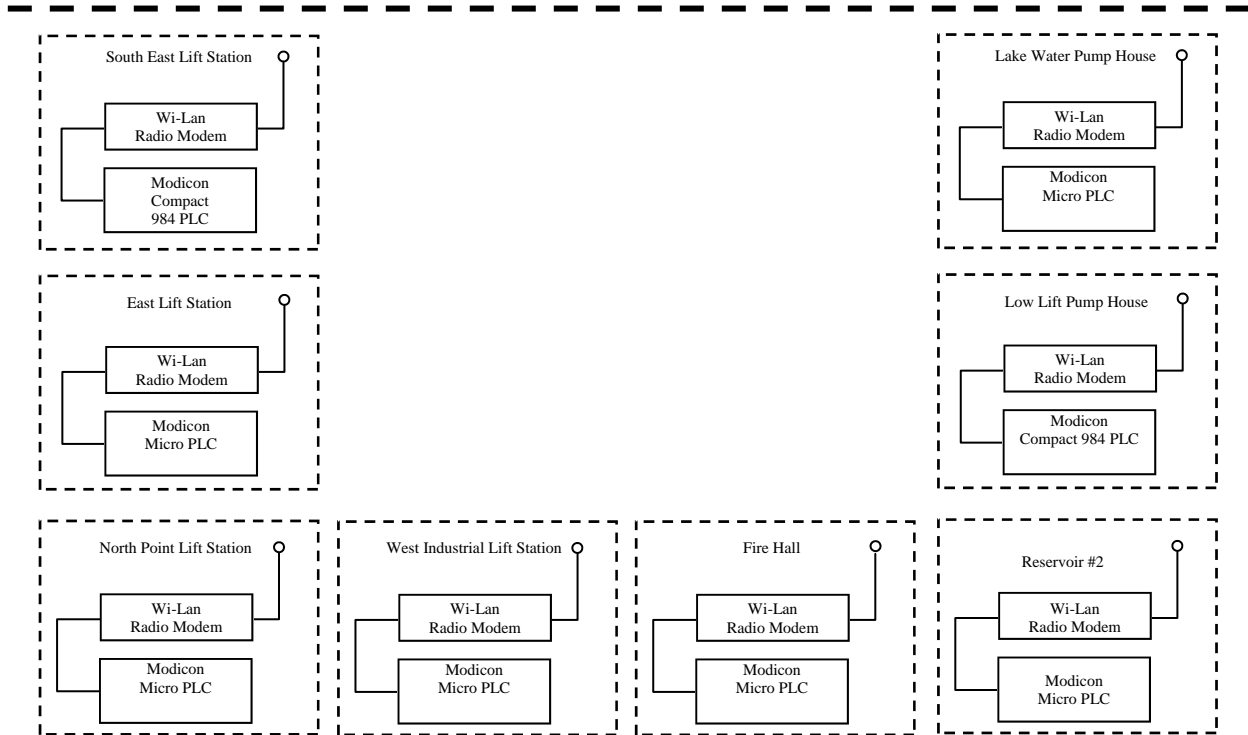 South East Lift Station
Wi-Lan
Radio Modem
Modicon
Compact
984 PLC
Lake Water Pump House
Wi-Lan
Radio Modem
Modicon
Micro PLC
East Lift Station
Wi-Lan
Radio Modem
Modicon
Micro PLC
Low Lift Pump House
Wi-Lan
Radio Modem
Modicon
Compact 984 PLC
North Point Lift Station
Wi-Lan
Radio Modem
Modicon
Micro PLC
West Industrial Lift Station
Wi-Lan
Radio Modem
Modicon
Micro PLC
Fire Hall
Wi-Lan
Radio Modem
Modicon
Micro PLC
Reservoir #2
Wi-Lan
Radio Modem
Modicon
Micro PLC